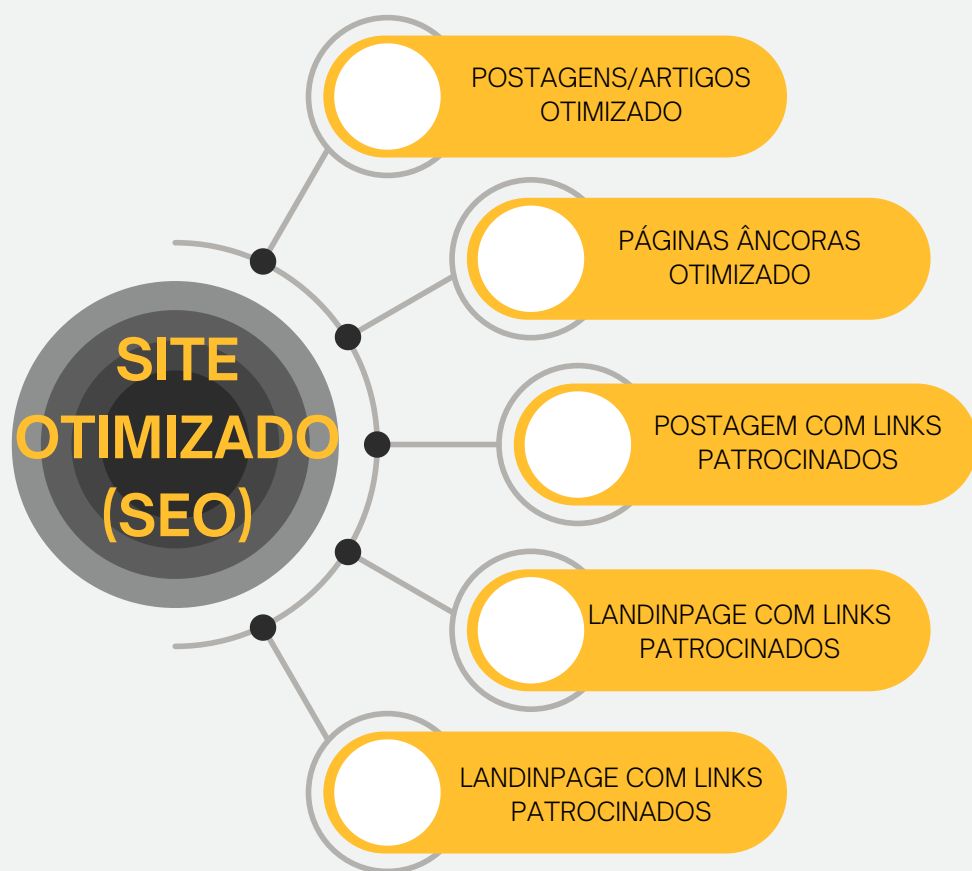 POSTAGENS/ARTIGOS
OTIMIZADO
PÁGINAS ÂNCORAS
OTIMIZADO
SITE
OTIMIZADO
(SEO)
POSTAGEM COM LINKS
PATROCINADOS
LANDINPAGE COM LINKS
PATROCINADOS
LANDINPAGE COM LINKS
PATROCINADOS